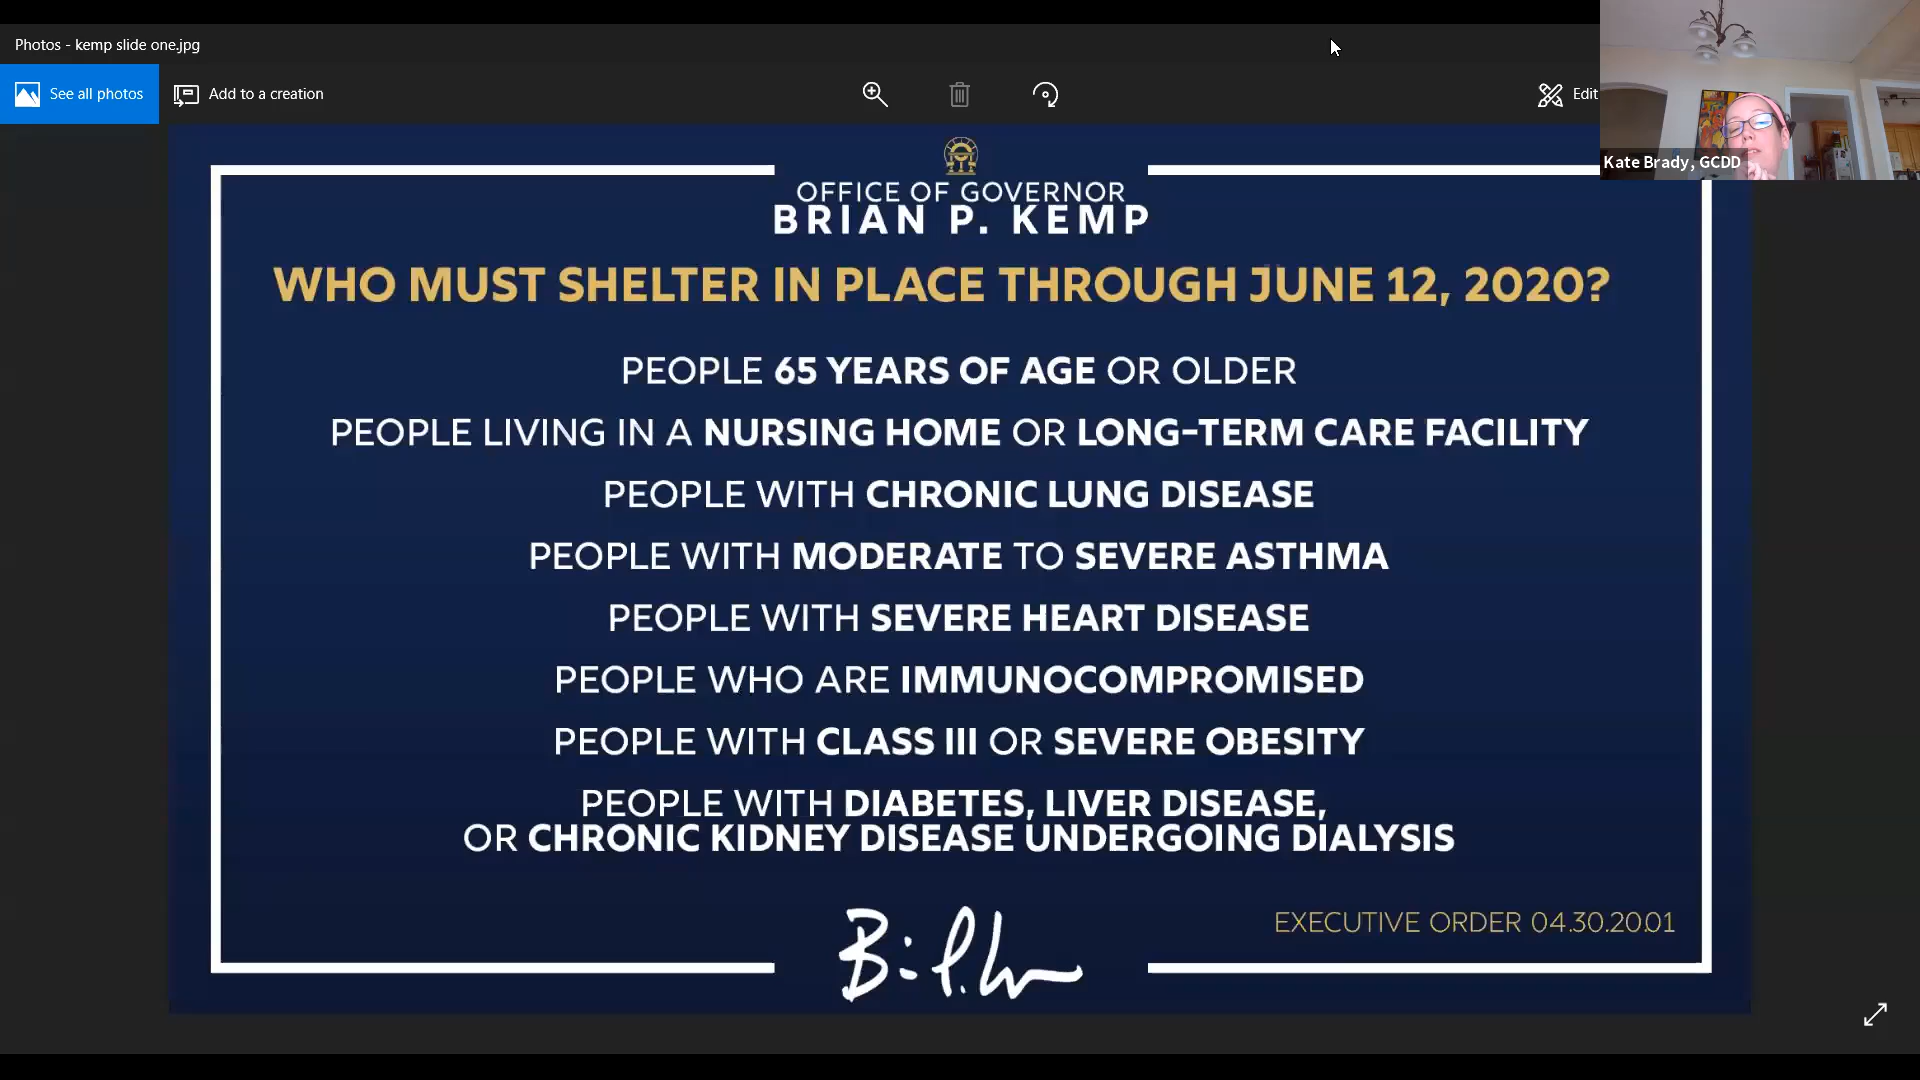 Photos - kemp slide one.jpg
See all photos
Add to a creation
Edit
Kate Brady, GCDD
OFFICE OF GOVERNOR
BRIAN P. KEMP
WHO MUST SHELTER IN PLACE THROUGH JUNE 12, 2020?
PEOPLE 65 YEARS OF AGE OR OLDER
PEOPLE LIVING IN A NURSING HOME OR LONG-TERM CARE FACILITY
PEOPLE WITH CHRONIC LUNG DISEASE
PEOPLE WITH MODERATE TO SEVERE ASTHMA
PEOPLE WITH SEVERE HEART DISEASE
PEOPLE WHO ARE IMMUNOCOMPROMISED
PEOPLE WITH CLASS III OR SEVERE OBESITY
PEOPLE WITH DIABETES, LIVER DISEASE,
OR CHRONIC KIDNEY DISEASE UNDERGOING DIALYSIS
EXECUTIVE ORDER 04.30.20.01